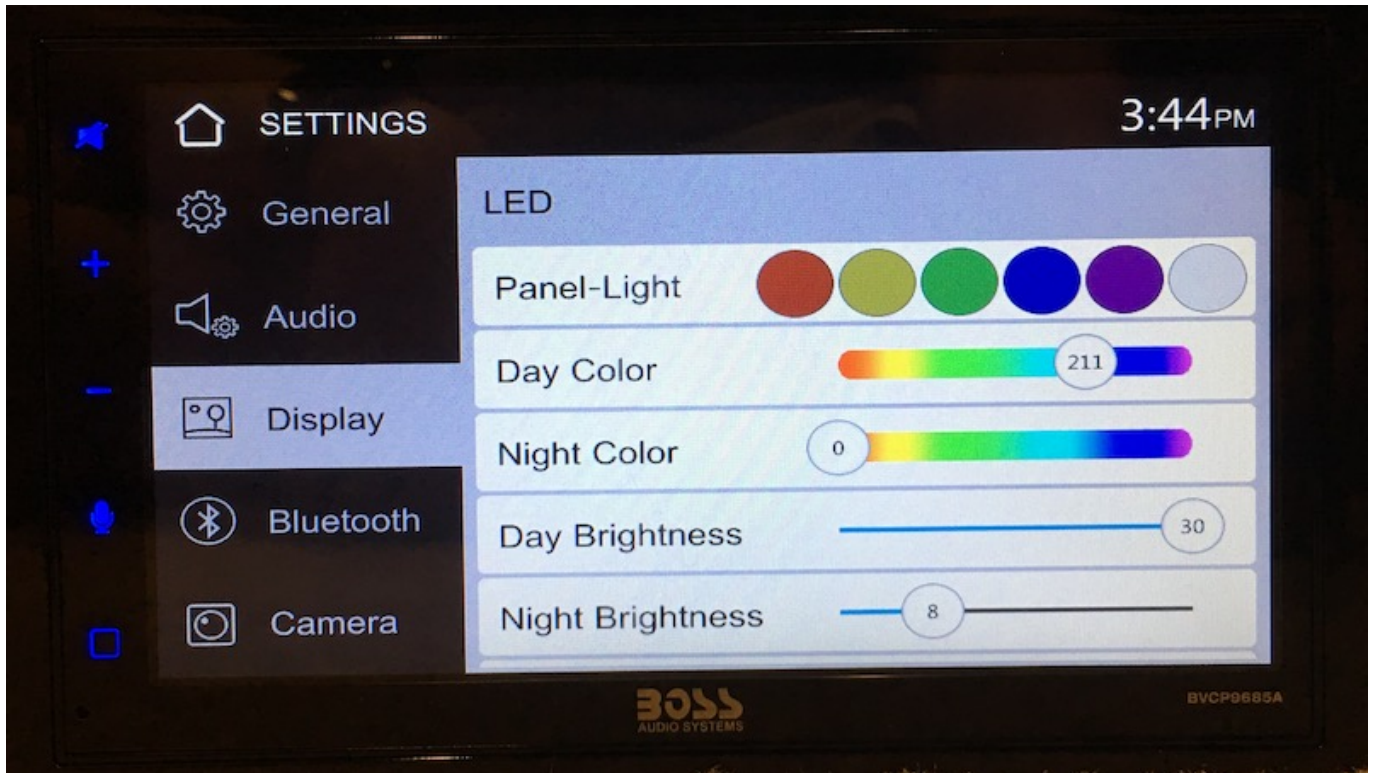 SETTINGS
3:44PM
General
Audio
Display
Bluetooth
Camera
LED
Panel-Light
Day Color
211
Night Color
0
Day Brightness
30
Night Brightness
8
BOSS
AUDIO SYSTEMS
BVCP9685A